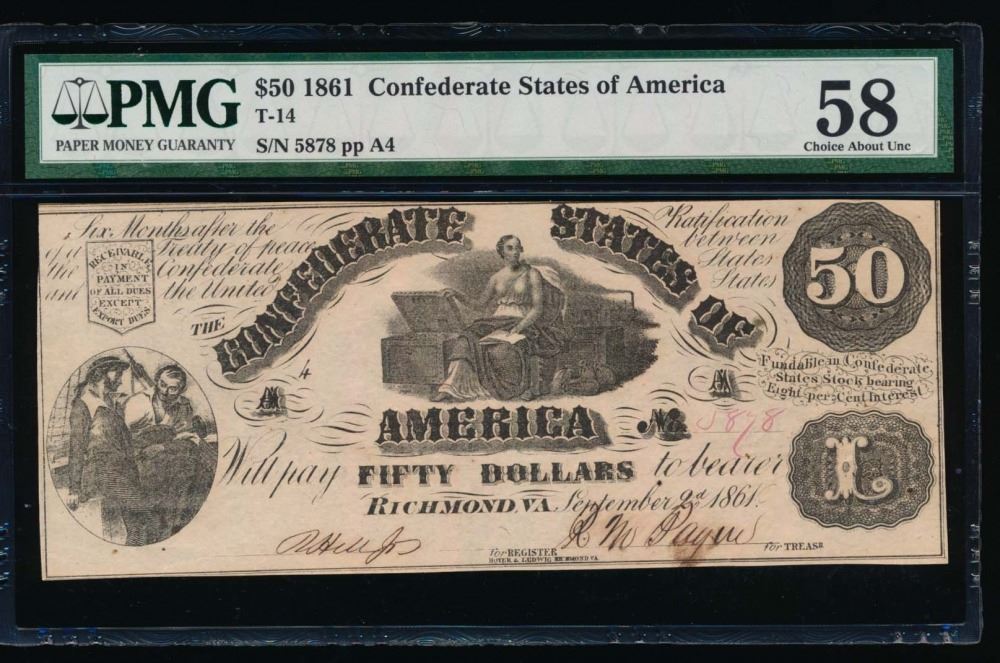 PMG
PAPER MONEY GUARANTY
$50 1861 Confederate States of America
T-14
S/N 5878 pp A4
58
Choice About Unc
Six Months after the Ratification
of a Treaty of peace between
the Confederate States
and the United States
RECEIVABLE
IN
PAYMENT
OF ALL DUES
EXCEPT
EXPORT DUES
THE
CONFEDERATE STATES OF
AMERICA
50
Fundable in Confederate
States Stock bearing
Eight per Cent Interest
4
A A
No. 5878
Will pay FIFTY DOLLARS to bearer
RICHMOND, VA. September 2d 1861.
L
For REGISTER
For TREASR.
HOYER & LUDWIG RICHMOND VA.